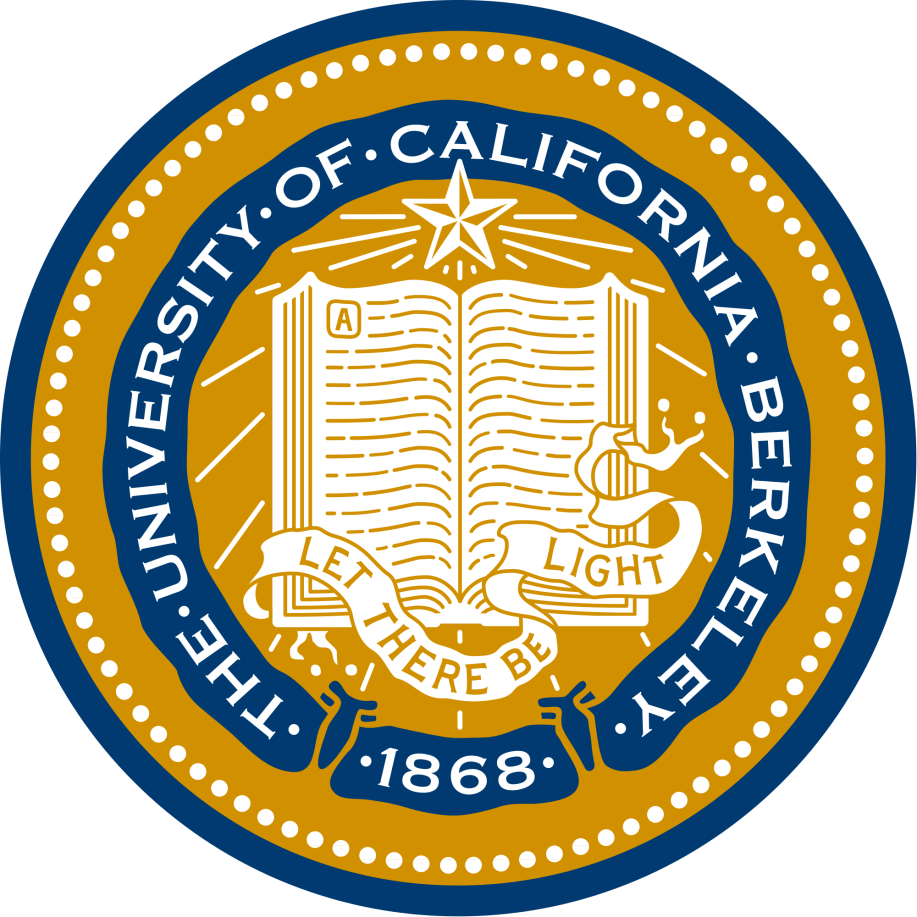 ·THE·UNIVERSITY·OF·CALIFORNIA·BERKELEY·
A
LET THERE BE LIGHT
·1868·